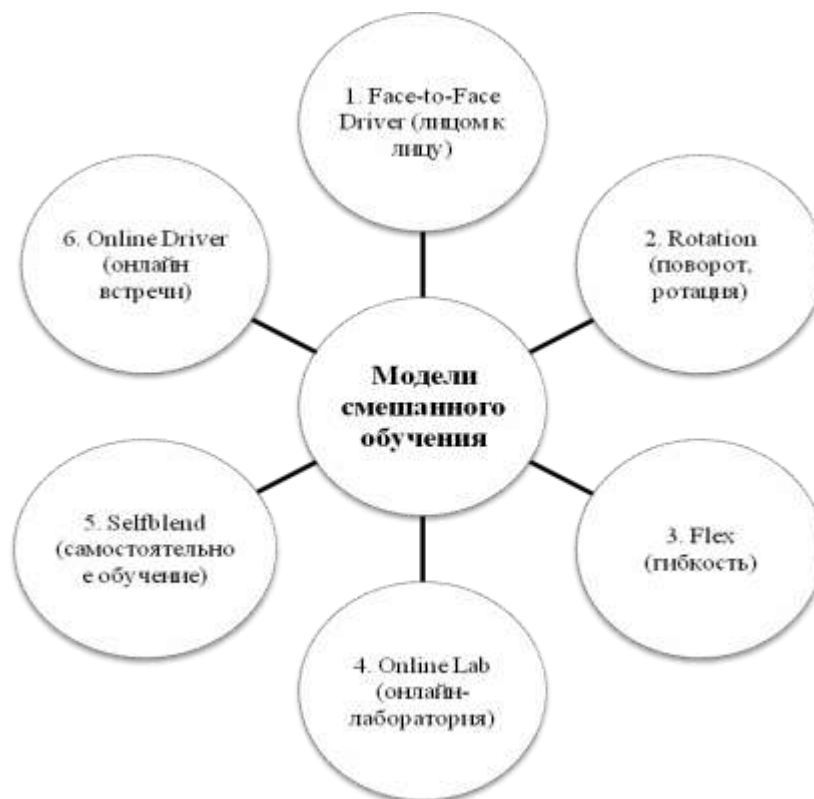 1. Face-to-Face
Driver (лицом к
лицу)
6. Online Driver
(онлайн
встречи)
2. Rotation
(поворот,
ротация)
Модели
смешанного
обучения
5. Selfblend
(самостоятельно
е обучение)
3. Flex
(гибкость)
4. Online Lab
(онлайн-
лаборатория)